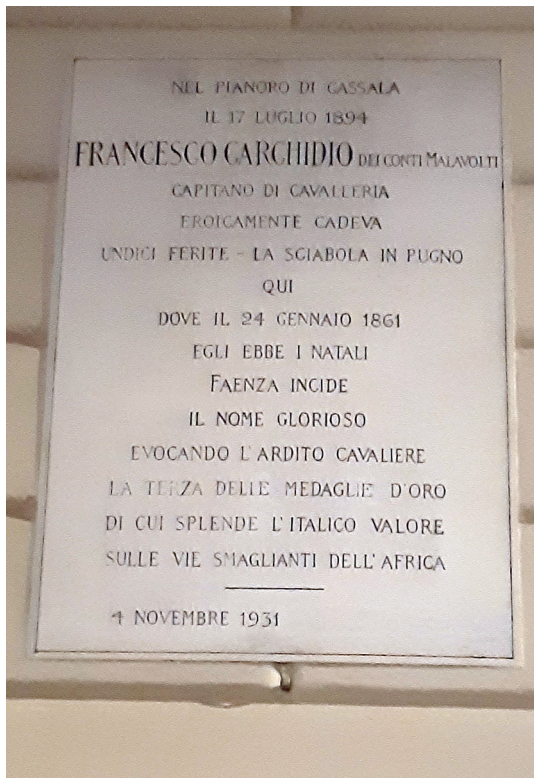 NEL PIANORO DI CASSALA
IL 17 LUGLIO 1894
FRANCESCO CARCHIDIO DEI CONTI MALAVOLTI
CAPITANO DI CAVALLERIA
EROICAMENTE CADEVA
UNDICI FERITE - LA SCIABOLA IN PUGNO
QUI
DOVE IL 24 GENNAIO 1861
EGLI EBBE I NATALI
FAENZA INCIDE
IL NOME GLORIOSO
EVOCANDO L'ARDITO CAVALIERE
LA TERZA DELLE MEDAGLIE D'ORO
DI CUI SPLENDE L'ITALICO VALORE
SULLE VIE SMAGLIANTI DELL'AFRICA
4 NOVEMBRE 1931